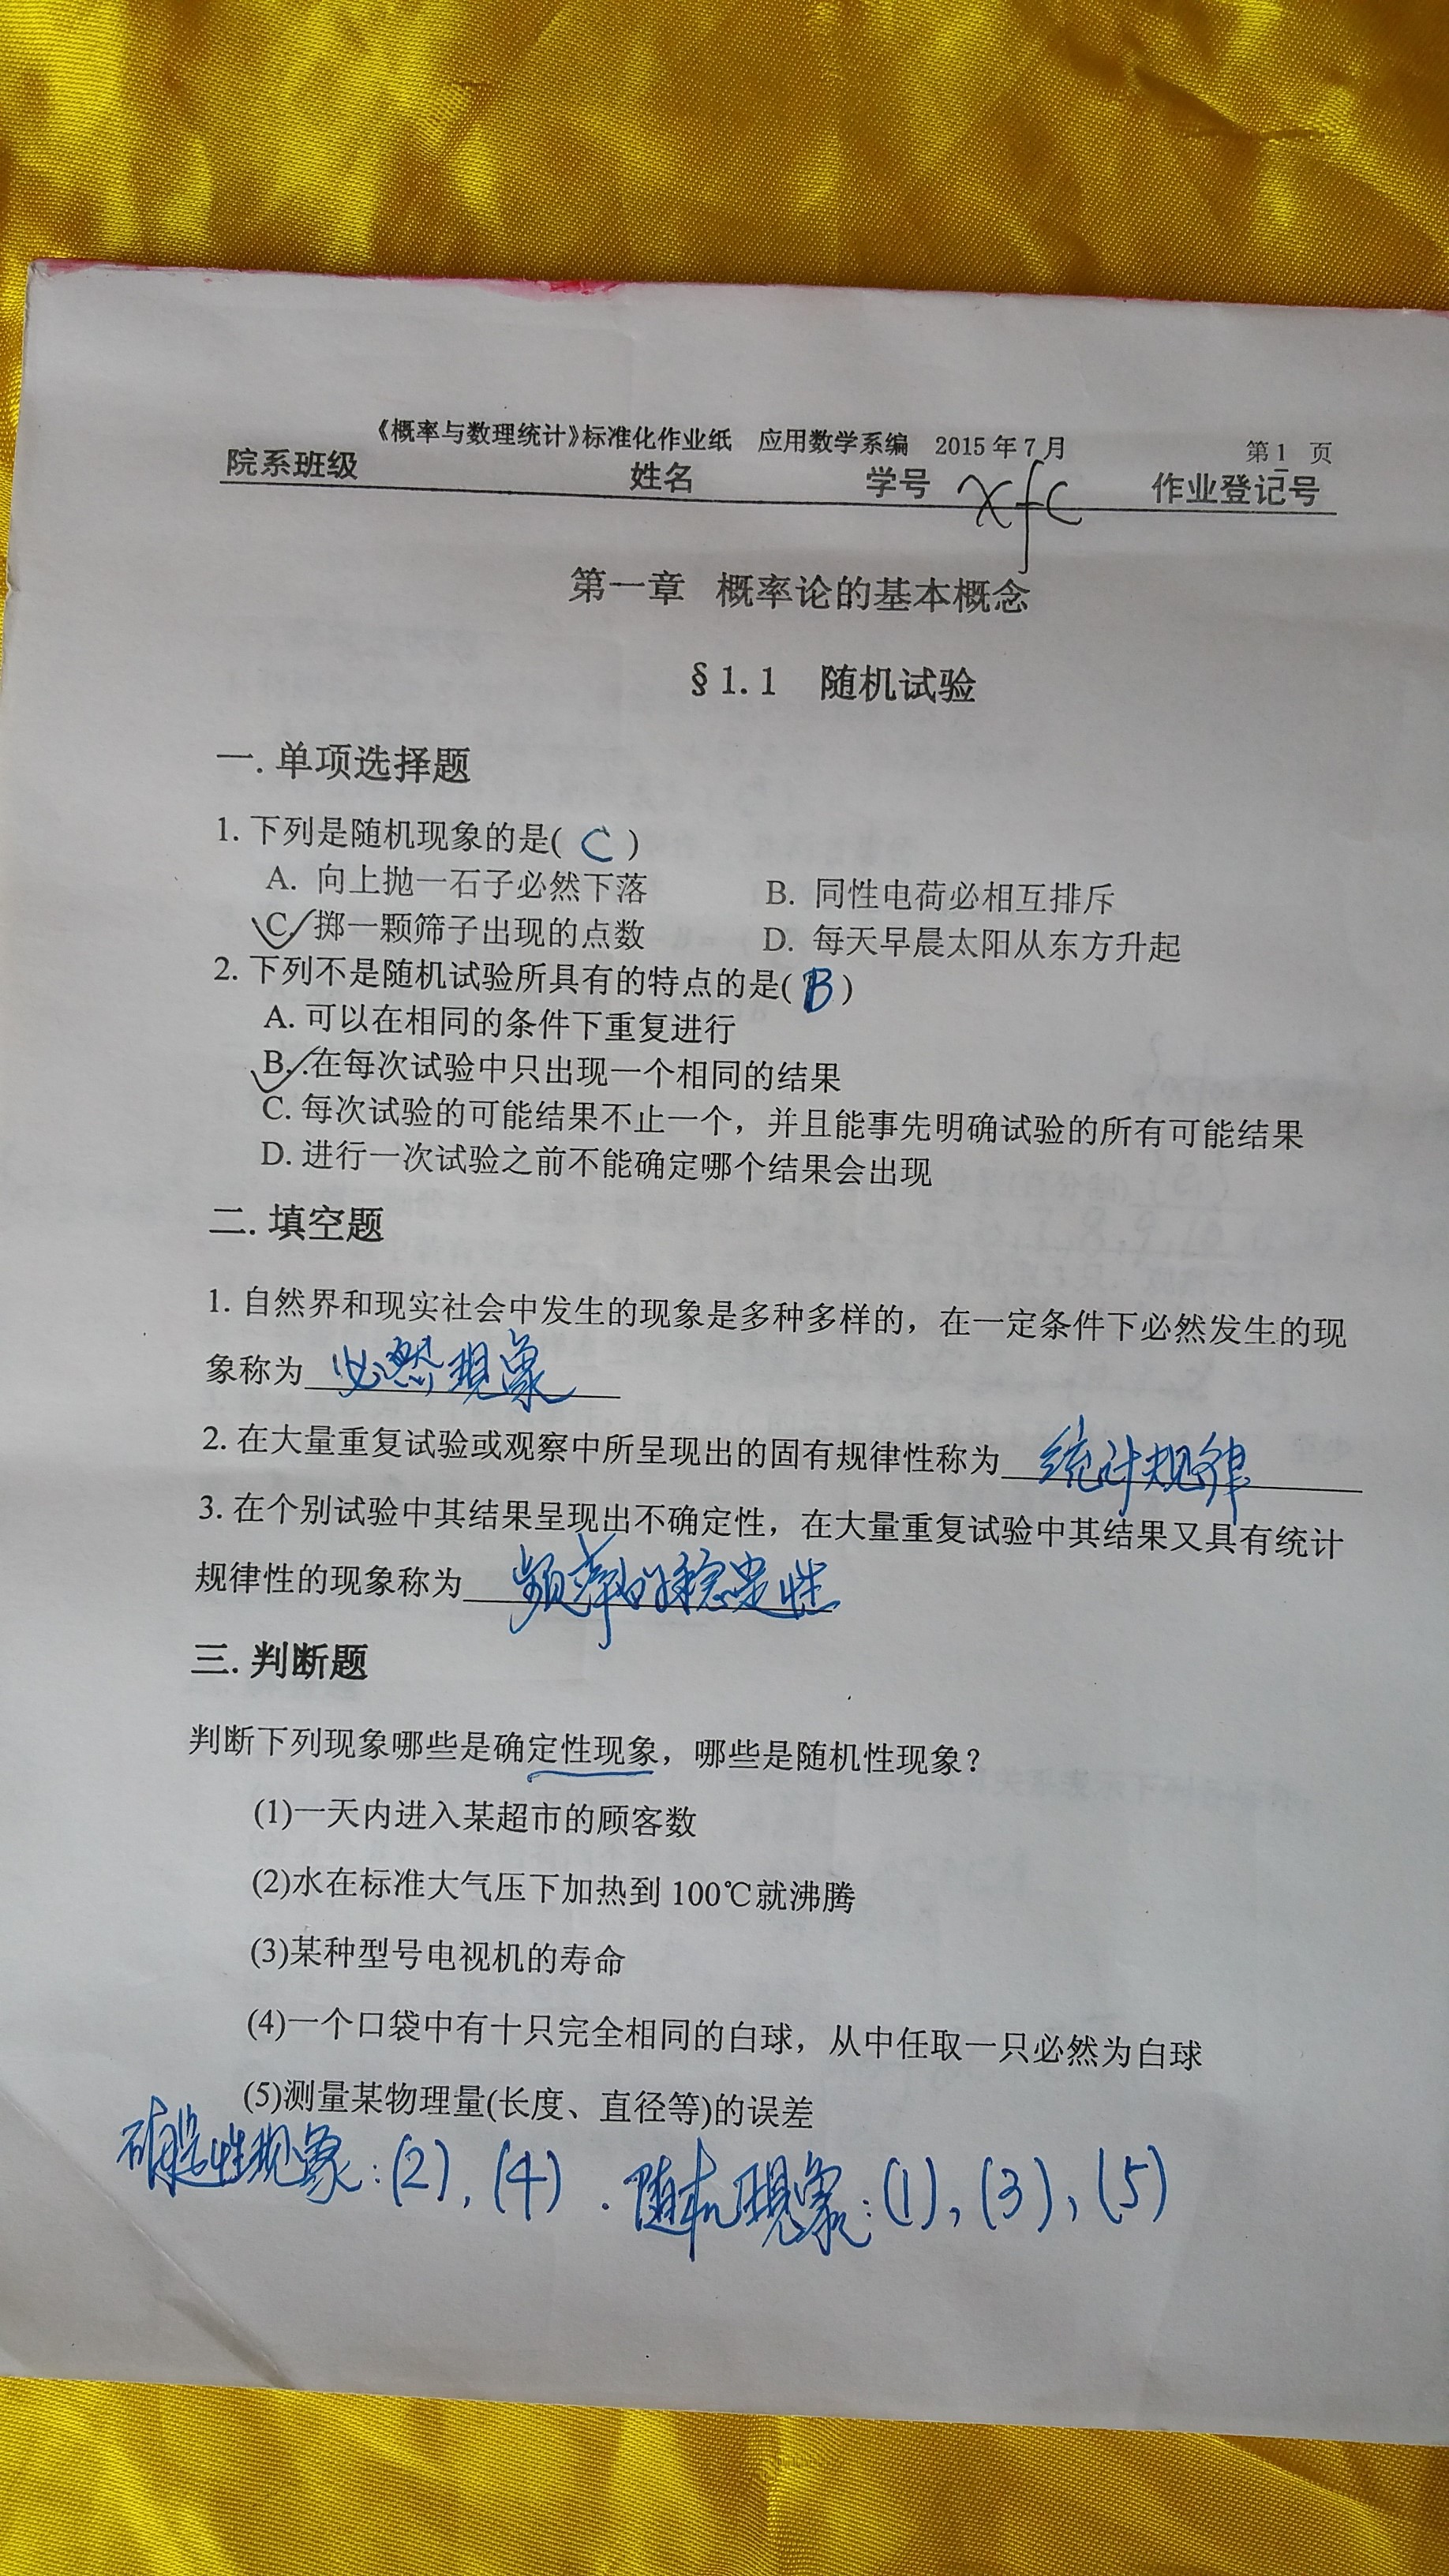 《概率与数理统计》标准化作业纸 应用数学系编 2015年7月 第1 页
院系班级 姓名 学号 xfc 作业登记号
第一章 概率论的基本概念
§1.1 随机试验
一.单项选择题
1.下列是随机现象的是( C )
A. 向上抛一石子必然下落 B. 同性电荷必相互排斥
C. 掷一颗筛子出现的点数 D. 每天早晨太阳从东方升起
2.下列不是随机试验所具有的特点的是( B )
A.可以在相同的条件下重复进行
B.在每次试验中只出现一个相同的结果
C.每次试验的可能结果不止一个，并且能事先明确试验的所有可能结果
D.进行一次试验之前不能确定哪个结果会出现
二.填空题
1.自然界和现实社会中发生的现象是多种多样的，在一定条件下必然发生的现
象称为 必然现象
2.在大量重复试验或观察中所呈现出的固有规律性称为 统计规律
3.在个别试验中其结果呈现出不确定性，在大量重复试验中其结果又具有统计
规律性的现象称为 频率的稳定性
三.判断题
判断下列现象哪些是确定性现象，哪些是随机性现象?
(1)一天内进入某超市的顾客数
(2)水在标准大气压下加热到100℃就沸腾
(3)某种型号电视机的寿命
(4)一个口袋中有十只完全相同的白球，从中任取一只必然为白球
(5)测量某物理量(长度、直径等)的误差
确定性现象:(2),(4).随机现象:(1),(3),(5)